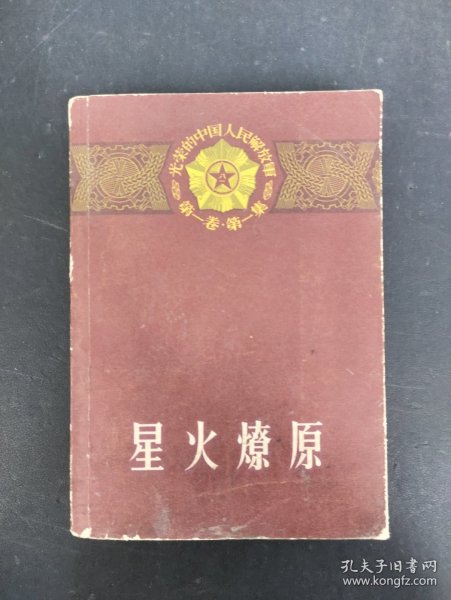 光荣的中国人民解放军
第一卷·第一集
星火燎原
孔夫子旧书网
www.kongfz.com